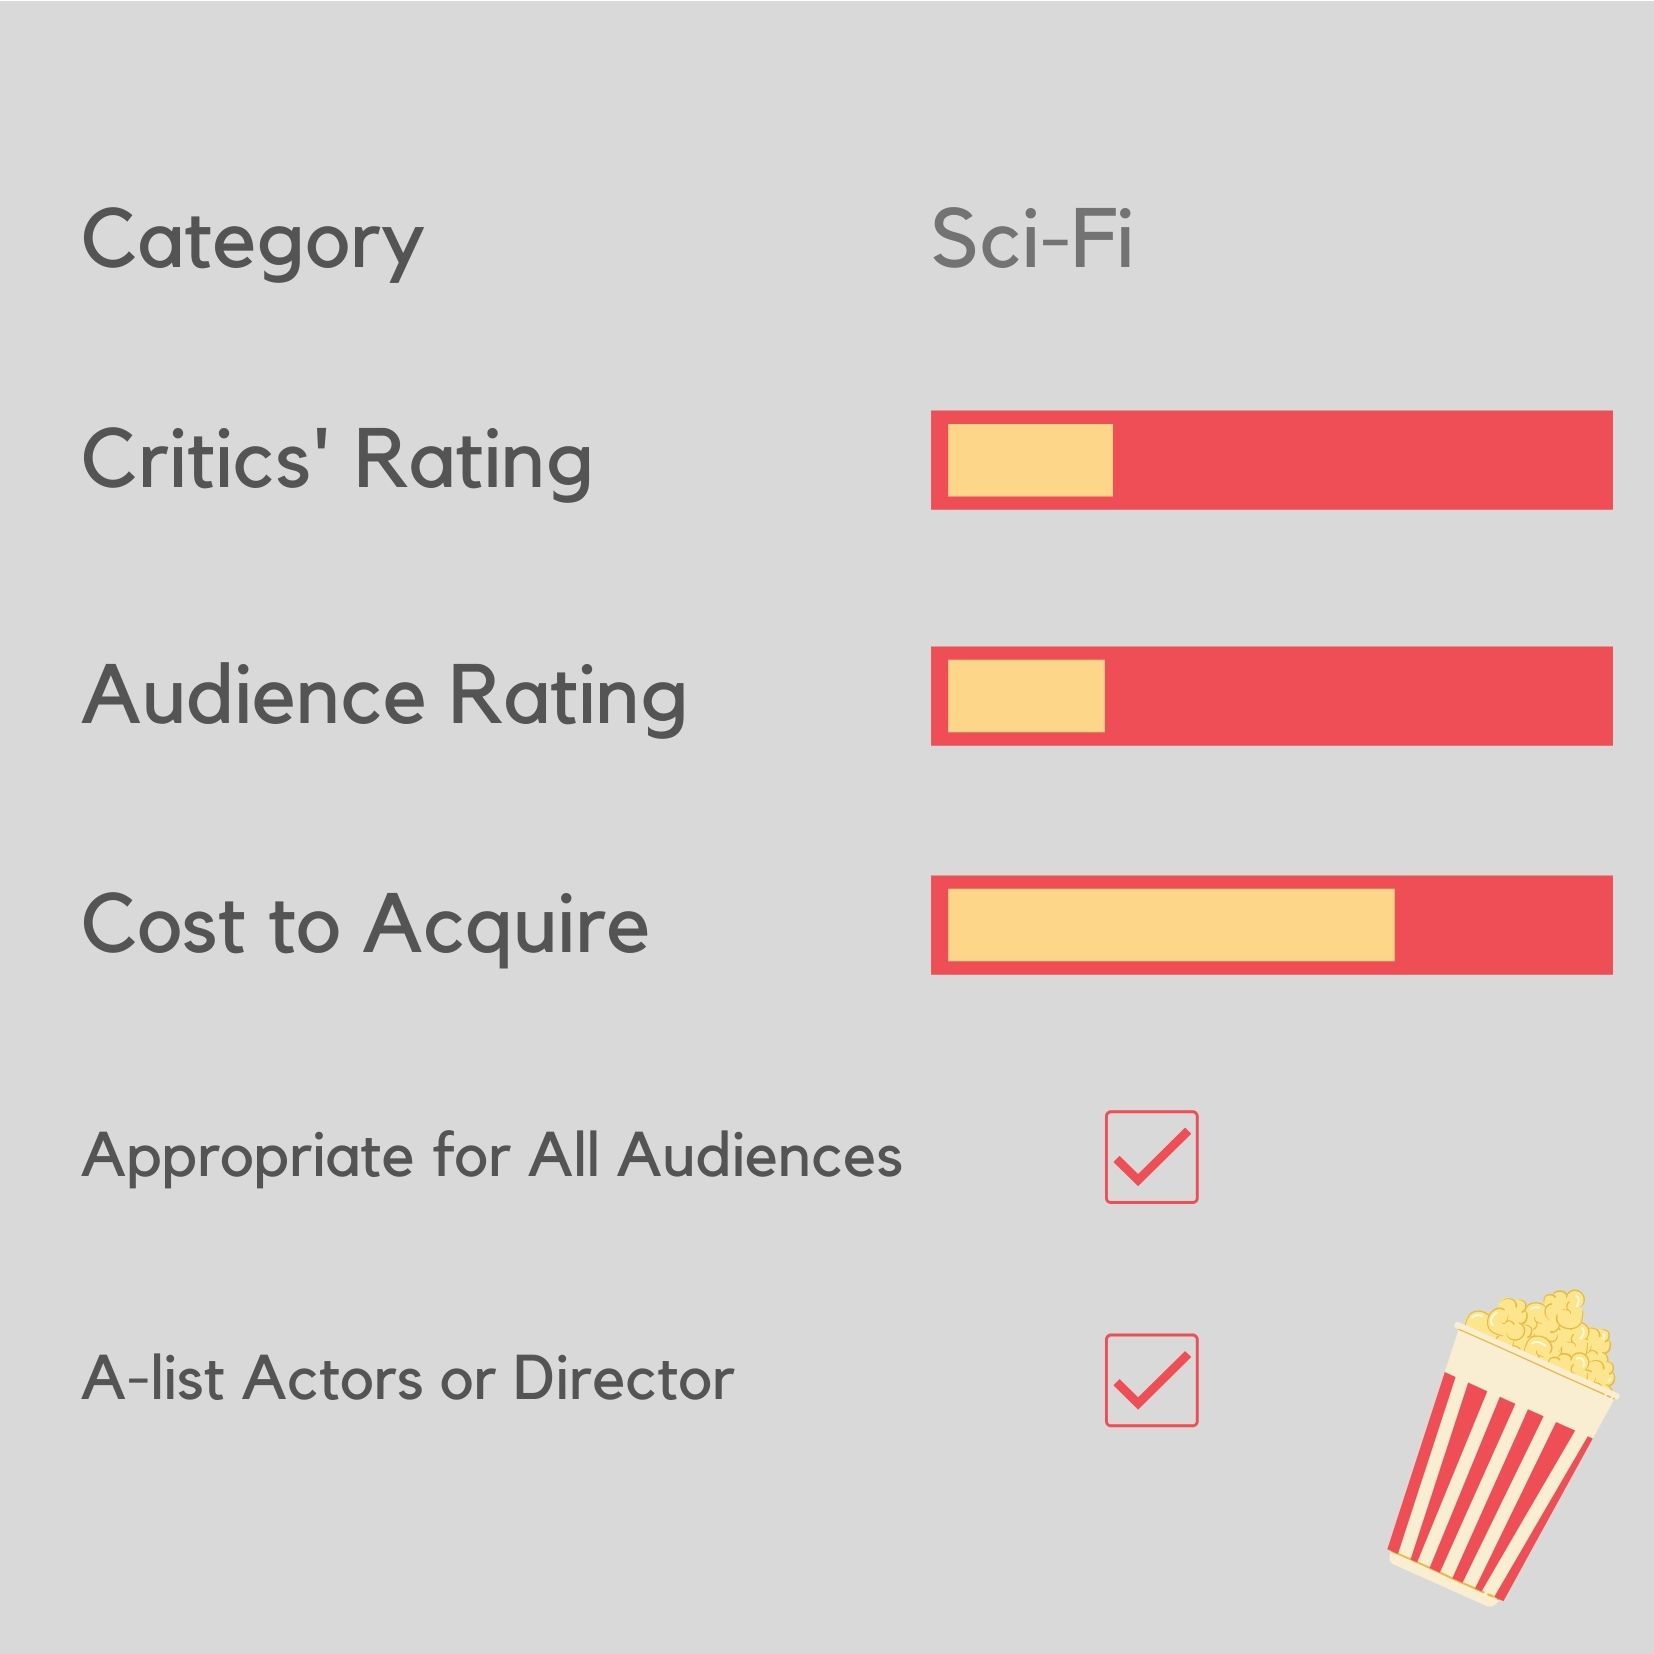 Category Sci-Fi
Critics' Rating
Audience Rating
Cost to Acquire
Appropriate for All Audiences
A-list Actors or Director